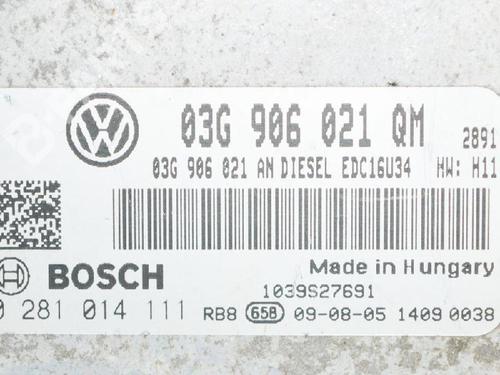 03G 906 021 QM 2891
03G 906 021 AN DIESEL EDC16U34 HW: H11
BOSCH
Made in Hungary
1039S27691
0 281 014 111 RB8 658 09-08-05 1409 0038